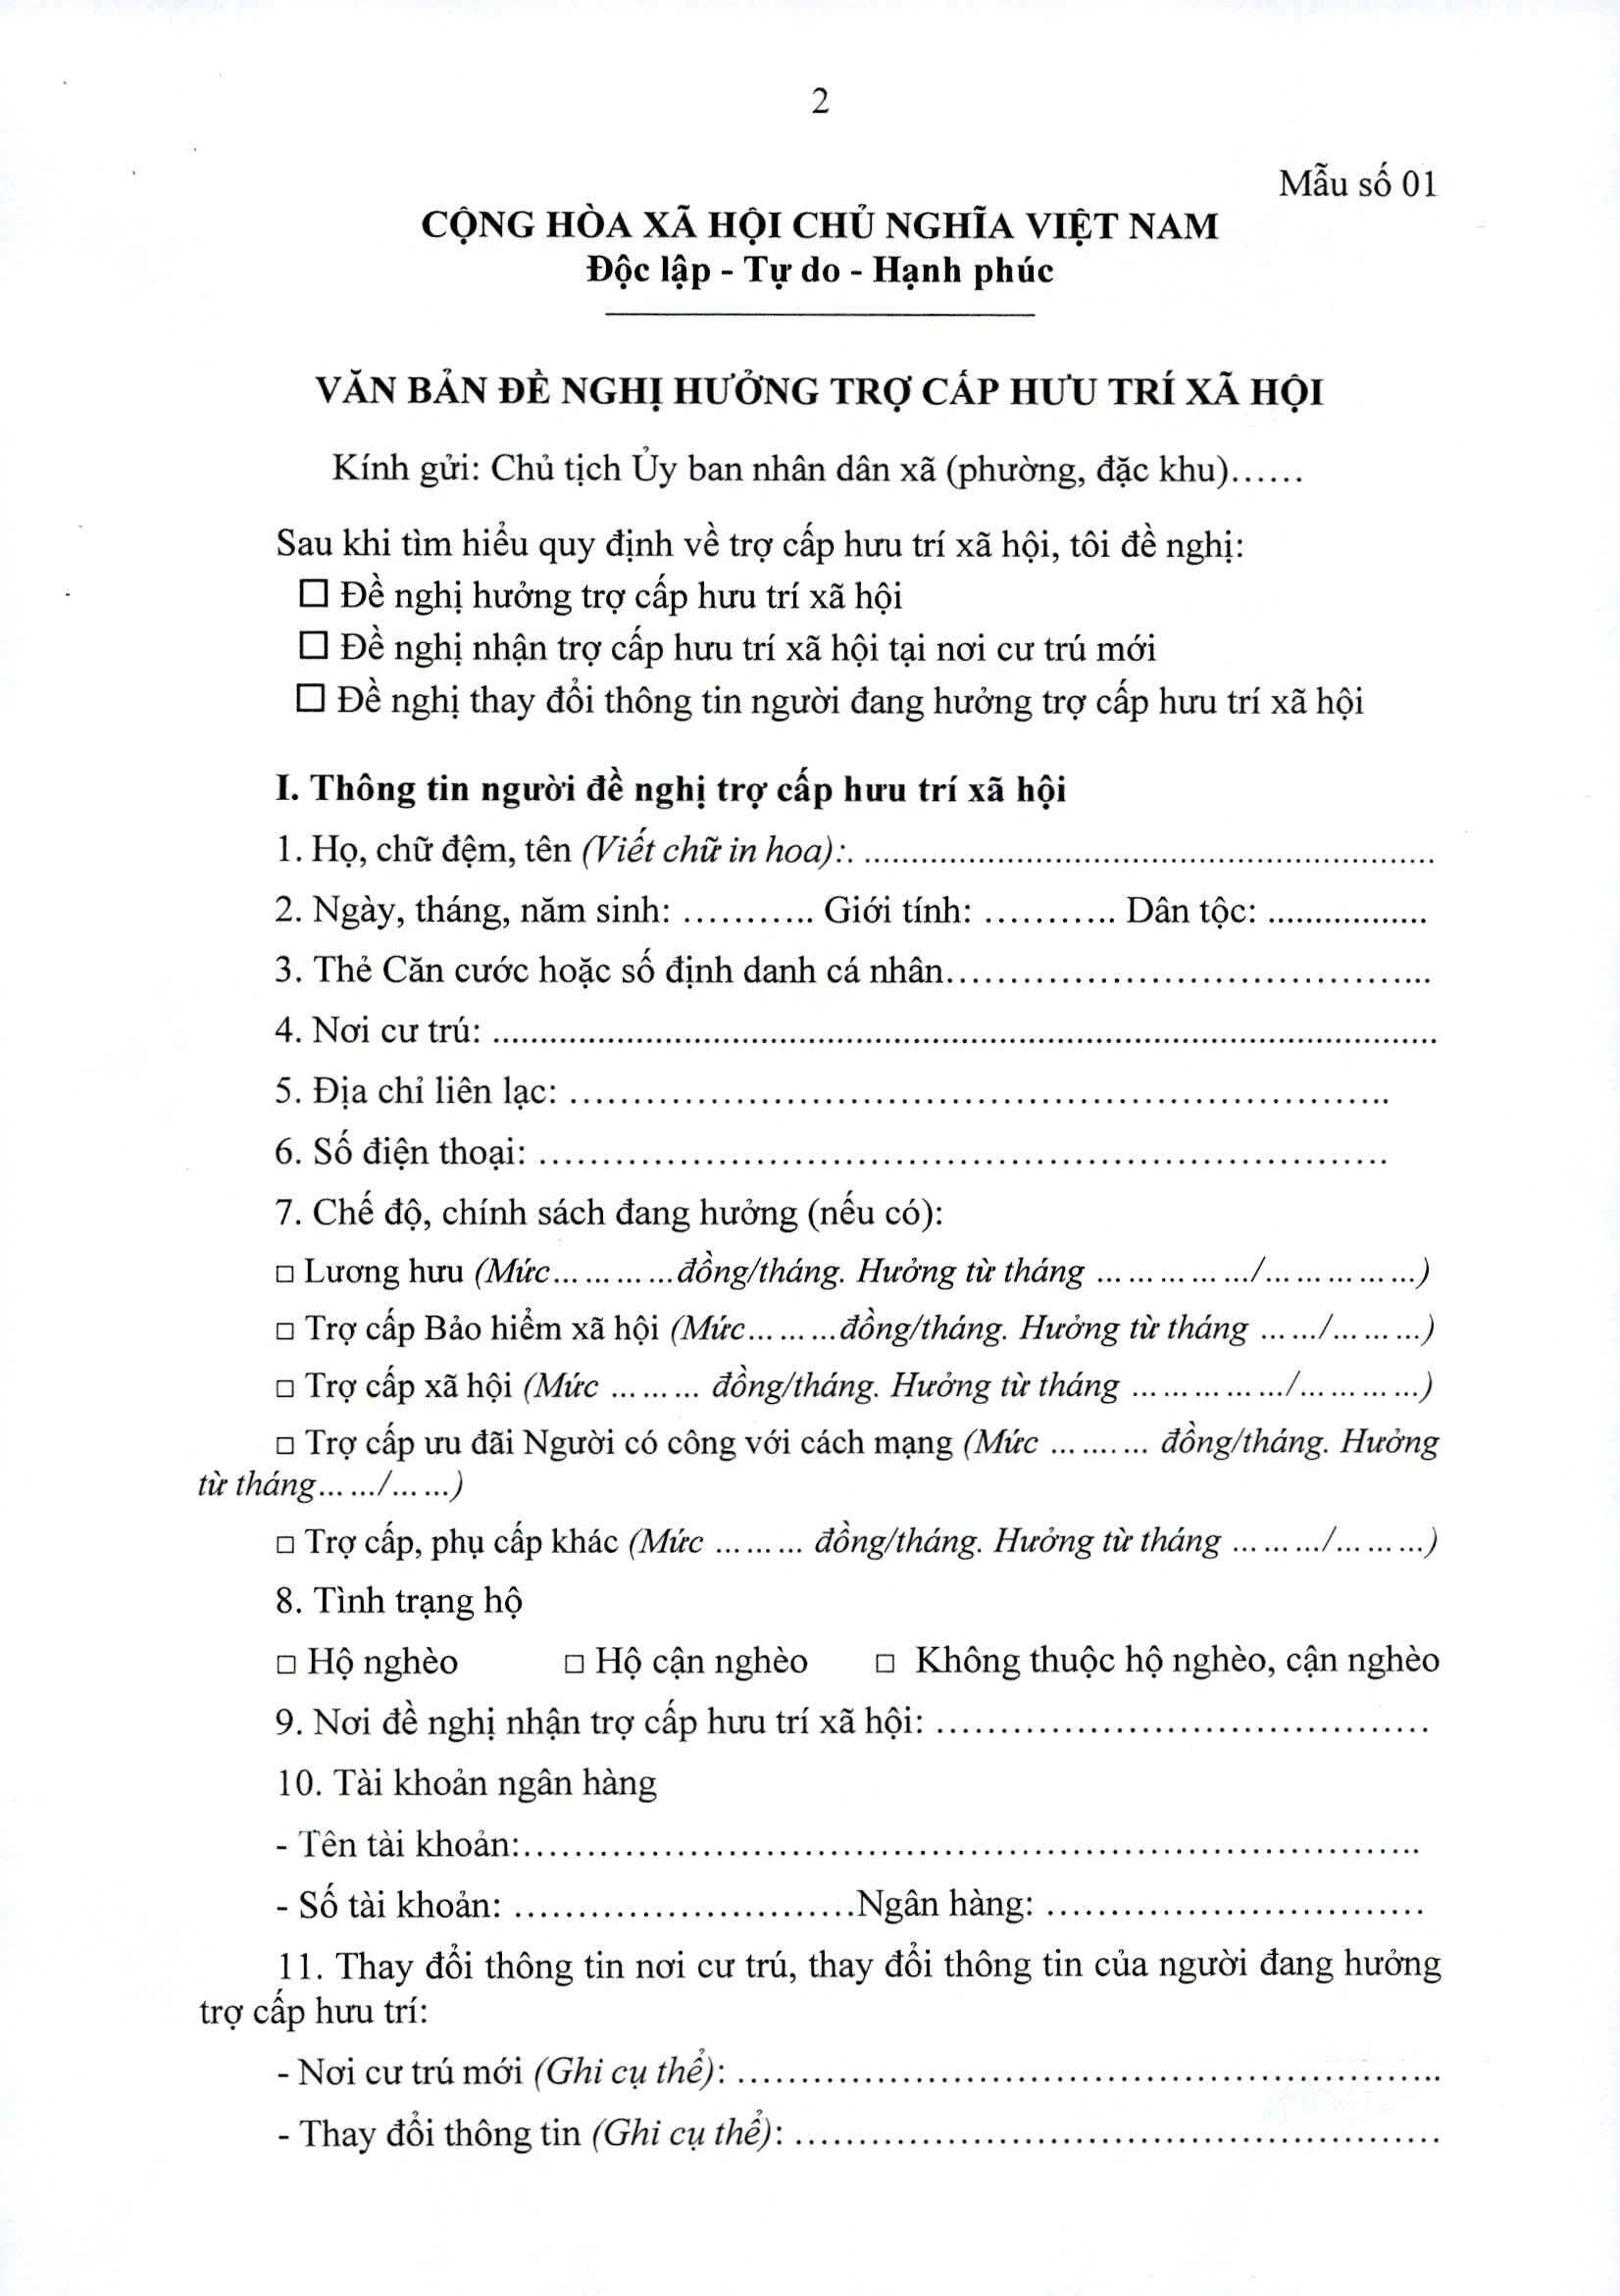 2
Mẫu số 01
CỘNG HÒA XÃ HỘI CHỦ NGHĨA VIỆT NAM
Độc lập - Tự do - Hạnh phúc
VĂN BẢN ĐỀ NGHỊ HƯỞNG TRỢ CẤP HƯU TRÍ XÃ HỘI
Kính gửi: Chủ tịch Ủy ban nhân dân xã (phường, đặc khu)......
Sau khi tìm hiểu quy định về trợ cấp hưu trí xã hội, tôi đề nghị:
☐ Đề nghị hưởng trợ cấp hưu trí xã hội
☐ Đề nghị nhận trợ cấp hưu trí xã hội tại nơi cư trú mới
☐ Đề nghị thay đổi thông tin người đang hưởng trợ cấp hưu trí xã hội
I. Thông tin người đề nghị trợ cấp hưu trí xã hội
1. Họ, chữ đệm, tên (Viết chữ in hoa):. ..........................................................
2. Ngày, tháng, năm sinh: ........... Giới tính: ........... Dân tộc: .................
3. Thẻ Căn cước hoặc số định danh cá nhân.......................................
4. Nơi cư trú: ....................................................................................................
5. Địa chỉ liên lạc: ..................................................................
6. Số điện thoại: ....................................................................
7. Chế độ, chính sách đang hưởng (nếu có):
□ Lương hưu (Mức... ... ... ...đồng/tháng. Hưởng từ tháng ... ... ... ... .../... ... ... ... ...)
□ Trợ cấp Bảo hiểm xã hội (Mức... ... ...đồng/tháng. Hưởng từ tháng ... .../... ... ...)
□ Trợ cấp xã hội (Mức ... ... ... đồng/tháng. Hưởng từ tháng ... ... ... ... .../... ... ... ...)
□ Trợ cấp ưu đãi Người có công với cách mạng (Mức ... .... ... đồng/tháng. Hưởng
từ tháng... .../... ...)
□ Trợ cấp, phụ cấp khác (Mức ... ... ... đồng/tháng. Hưởng từ tháng ... ... .../... ... ...)
8. Tình trạng hộ
□ Hộ nghèo □ Hộ cận nghèo □ Không thuộc hộ nghèo, cận nghèo
9. Nơi đề nghị nhận trợ cấp hưu trí xã hội: .......................................
10. Tài khoản ngân hàng
- Tên tài khoản:.......................................................................
- Số tài khoản: ...........................Ngân hàng: ..............................
11. Thay đổi thông tin nơi cư trú, thay đổi thông tin của người đang hưởng
trợ cấp hưu trí:
- Nơi cư trú mới (Ghi cụ thể): ........................................................
- Thay đổi thông tin (Ghi cụ thể): ...................................................